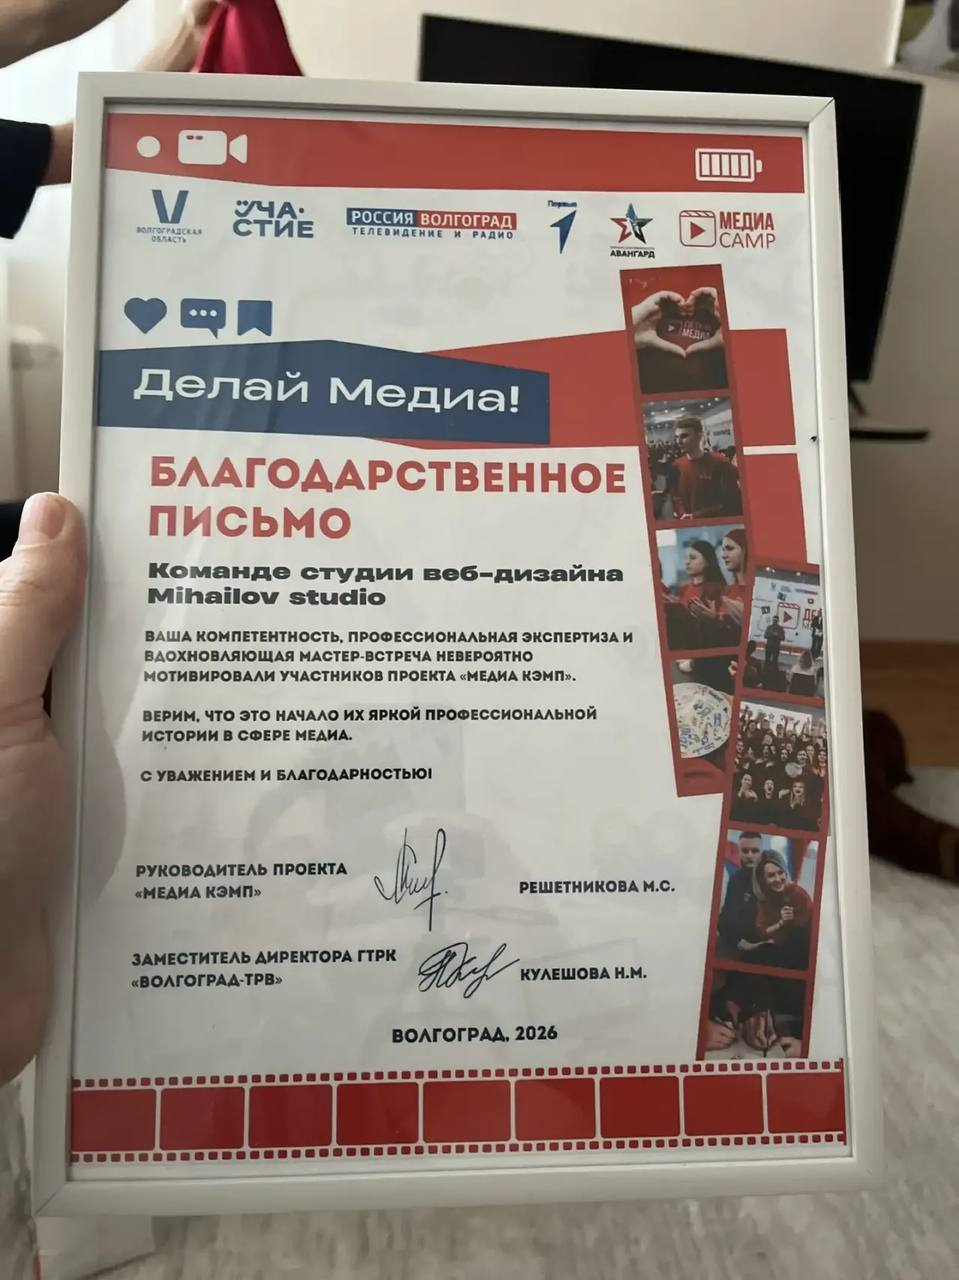 ВОЛГОГРАДСКАЯ
ОБЛАСТЬ
УЧА·
СТИЕ
РОССИЯ ВОЛГОГРАД
ТЕЛЕВИДЕНИЕ И РАДИО
Первые
АВАНГАРД
МЕДИА
CAMP
Делай Медиа!
БЛАГОДАРСТВЕННОЕ
ПИСЬМО
Команде студии веб-дизайна
Mihailov studio
ВАША КОМПЕТЕНТНОСТЬ, ПРОФЕССИОНАЛЬНАЯ ЭКСПЕРТИЗА И
ВДОХНОВЛЯЮЩАЯ МАСТЕР-ВСТРЕЧА НЕВЕРОЯТНО
МОТИВИРОВАЛИ УЧАСТНИКОВ ПРОЕКТА «МЕДИА КЭМП».
ВЕРИМ, ЧТО ЭТО НАЧАЛО ИХ ЯРКОЙ ПРОФЕССИОНАЛЬНОЙ
ИСТОРИИ В СФЕРЕ МЕДИА.
С УВАЖЕНИЕМ И БЛАГОДАРНОСТЬЮ!
РУКОВОДИТЕЛЬ ПРОЕКТА
«МЕДИА КЭМП»
РЕШЕТНИКОВА М.С.
ЗАМЕСТИТЕЛЬ ДИРЕКТОРА ГТРК
«ВОЛГОГРАД-ТРВ»
КУЛЕШОВА Н.М.
ВОЛГОГРАД, 2026